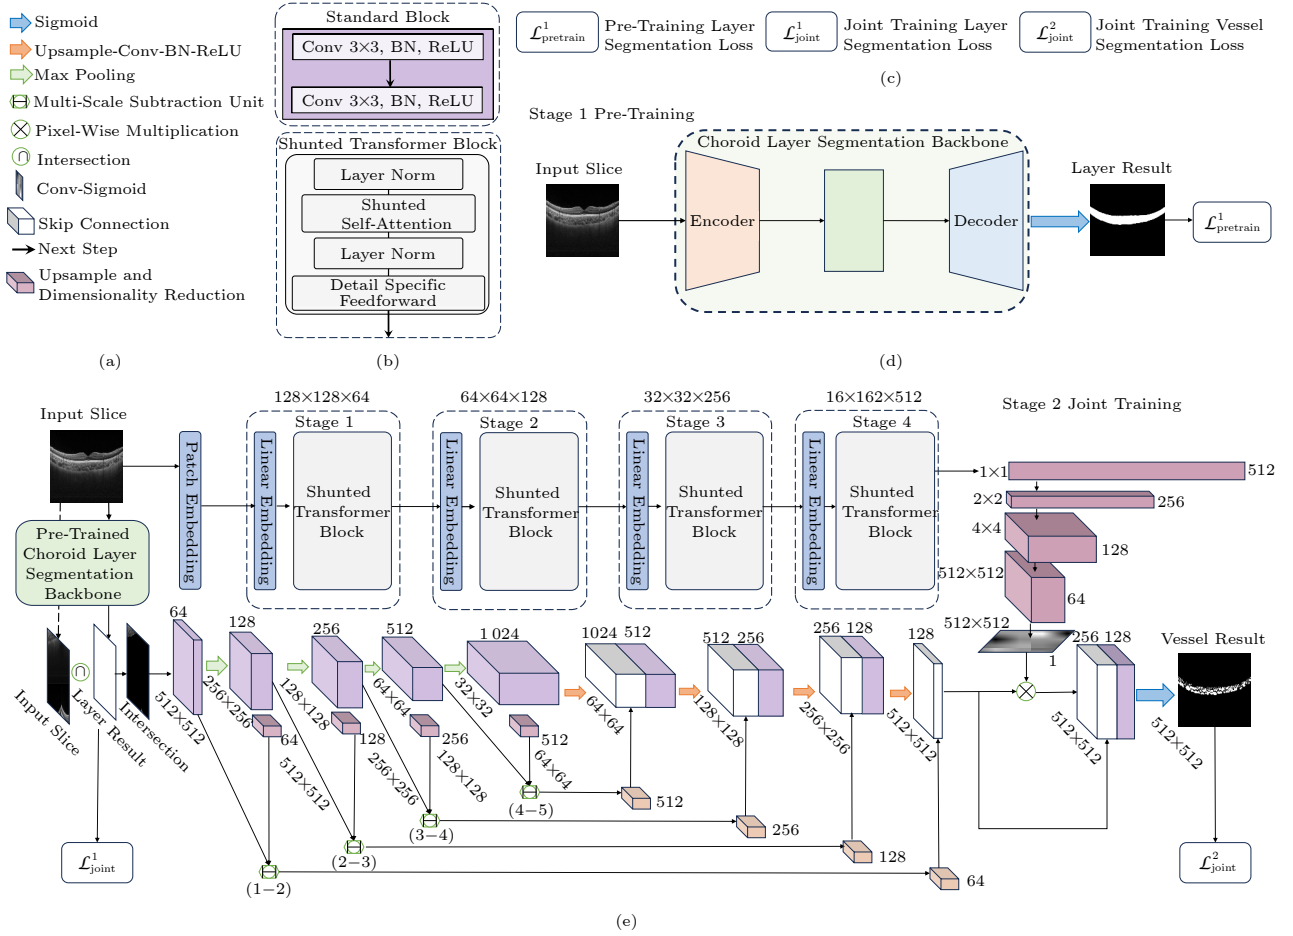 Sigmoid
Upsample-Conv-BN-ReLU
Max Pooling
Multi-Scale Subtraction Unit
Pixel-Wise Multiplication
Intersection
Conv-Sigmoid
Skip Connection
Next Step
Upsample and
Dimensionality Reduction
(a)
Standard Block
Conv 3×3, BN, ReLU
Conv 3×3, BN, ReLU
Shunted Transformer Block
Layer Norm
Shunted
Self-Attention
Layer Norm
Detail Specific
Feedforward
(b)
ℒ¹pretrain
Pre-Training Layer
Segmentation Loss
ℒ¹joint
Joint Training Layer
Segmentation Loss
ℒ²joint
Joint Training Vessel
Segmentation Loss
(c)
Stage 1 Pre-Training
Choroid Layer Segmentation Backbone
Input Slice
Encoder
Decoder
Layer Result
ℒ¹pretrain
(d)
Input Slice
128×128×64
64×64×128
32×32×256
16×162×512
Stage 2 Joint Training
Patch Embedding
Stage 1
Linear Embedding
Shunted
Transformer
Block
Stage 2
Linear Embedding
Shunted
Transformer
Block
Stage 3
Linear Embedding
Shunted
Transformer
Block
Stage 4
Linear Embedding
Shunted
Transformer
Block
1×1
512
2×2
256
4×4
128
512×512
64
512×512
1
Pre-Trained
Choroid Layer
Segmentation
Backbone
Input Slice
Layer Result
Intersection
64
512×512
128
256×256
256
128×128
512
64×64
1 024
32×32
1024 512
64×64
512 256
128×128
256 128
256×256
128
512×512
256 128
512×512
Vessel Result
512×512
64
512×512
128
256×256
256
128×128
512
64×64
(4−5)
512
(3−4)
256
(2−3)
128
(1−2)
64
ℒ¹joint
ℒ²joint
(e)